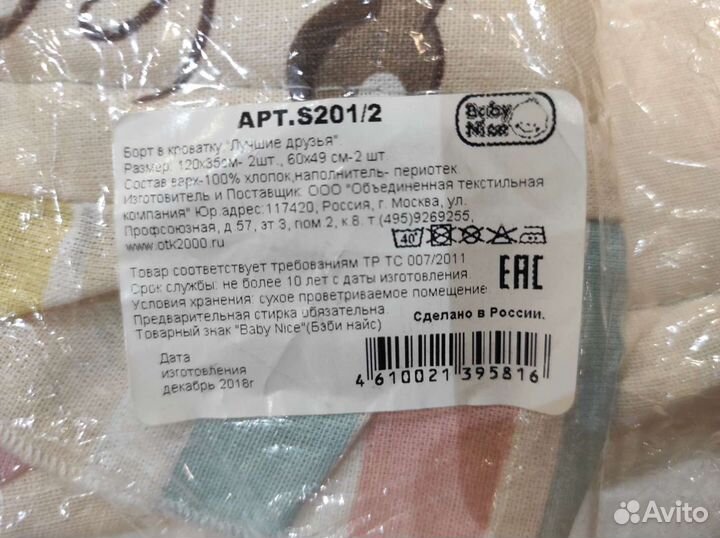 АРТ.S201/2
Baby
Nice
Борт в кроватку "Лучшие друзья".
Размер: 120х35см- 2шт., 60х49 см-2 шт.
Состав верх-100% хлопок,наполнитель- периотек
Изготовитель и Поставщик: ООО "Объединенная текстильная
компания" Юр.адрес:117420, Россия, г. Москва, ул.
Профсоюзная, д.57, эт 3, пом 2, к.8. т (495)9269255,
www.otk2000.ru
40°
Товар соответствует требованиям ТР ТС 007/2011
Срок службы: не более 10 лет с даты изготовления.
Условия хранения: сухое проветриваемое помещение
Предварительная стирка обязательна.
Товарный знак "Baby Nice"(Бэби найс)
EAC
Сделано в России.
Дата
изготовления
декабрь 2018г
4 610021 395816
Avito